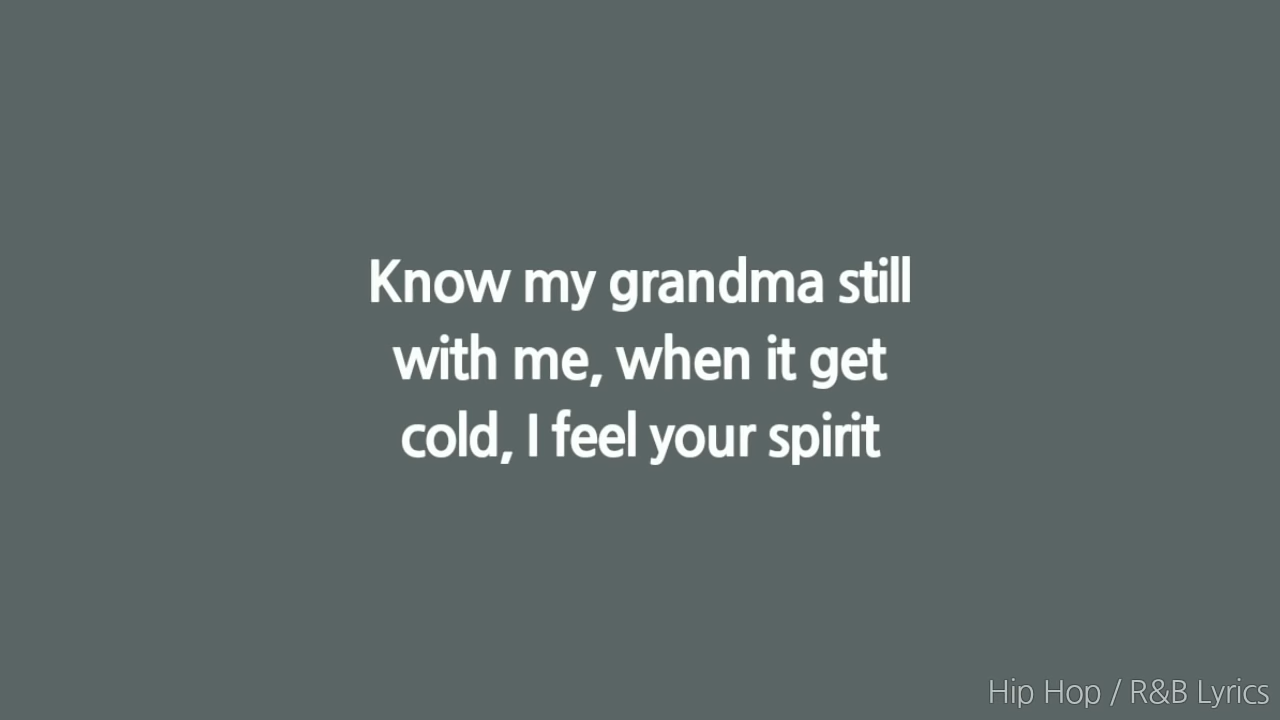 Know my grandma still
with me, when it get
cold, I feel your spirit
Hip Hop / R&B Lyrics